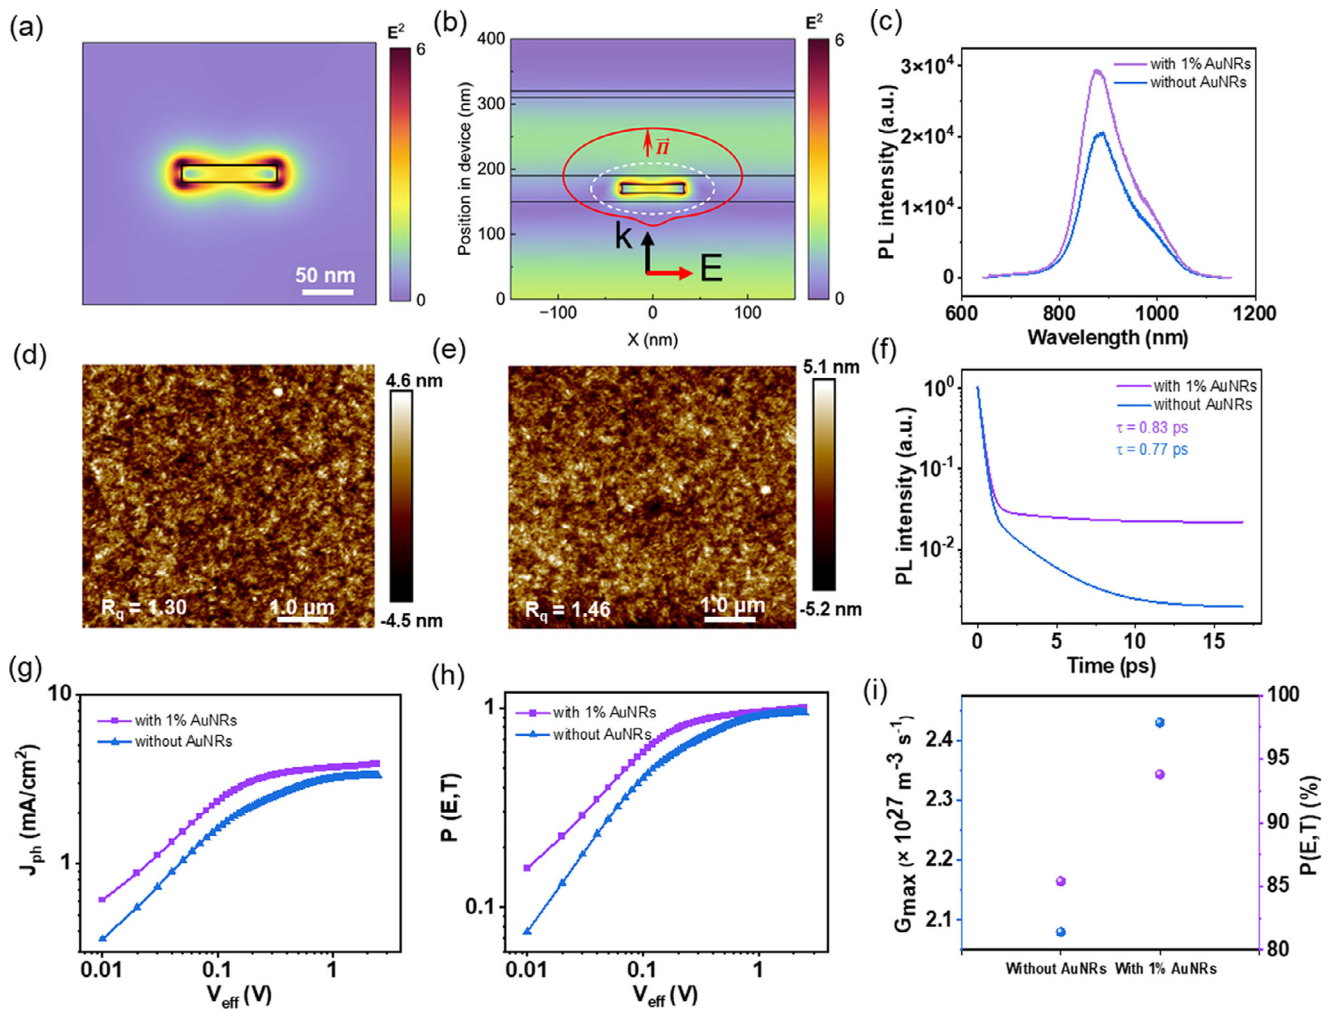 (a)
E²
6
0
50 nm
(b)
E²
6
0
400
300
200
100
0
Position in device (nm)
n
k
E
−100
0
100
X (nm)
(c)
3×10⁴
2×10⁴
1×10⁴
0
PL intensity (a.u.)
with 1% AuNRs
without AuNRs
600
800
1000
1200
Wavelength (nm)
(d)
4.6 nm
-4.5 nm
Rq = 1.30
1.0 μm
(e)
5.1 nm
-5.2 nm
Rq = 1.46
1.0 μm
(f)
10⁰
10⁻¹
10⁻²
PL intensity (a.u.)
with 1% AuNRs
without AuNRs
τ = 0.83 ps
τ = 0.77 ps
0
5
10
15
Time (ps)
(g)
10
1
Jph (mA/cm²)
with 1% AuNRs
without AuNRs
0.01
0.1
1
Veff (V)
(h)
1
0.1
P (E,T)
with 1% AuNRs
without AuNRs
0.01
0.1
1
Veff (V)
(i)
2.4
2.3
2.2
2.1
Gmax (× 10²⁷ m⁻³ s⁻¹)
100
95
90
85
80
P(E,T) (%)
Without AuNRs
With 1% AuNRs